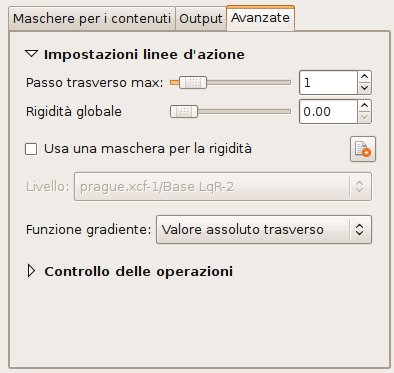 Maschere per i contenuti Output Avanzate
Impostazioni linee d'azione
Passo trasverso max: 1
Rigidità globale 0.00
Usa una maschera per la rigidità
Livello: prague.xcf-1/Base LqR-2
Funzione gradiente: Valore assoluto trasverso
Controllo delle operazioni